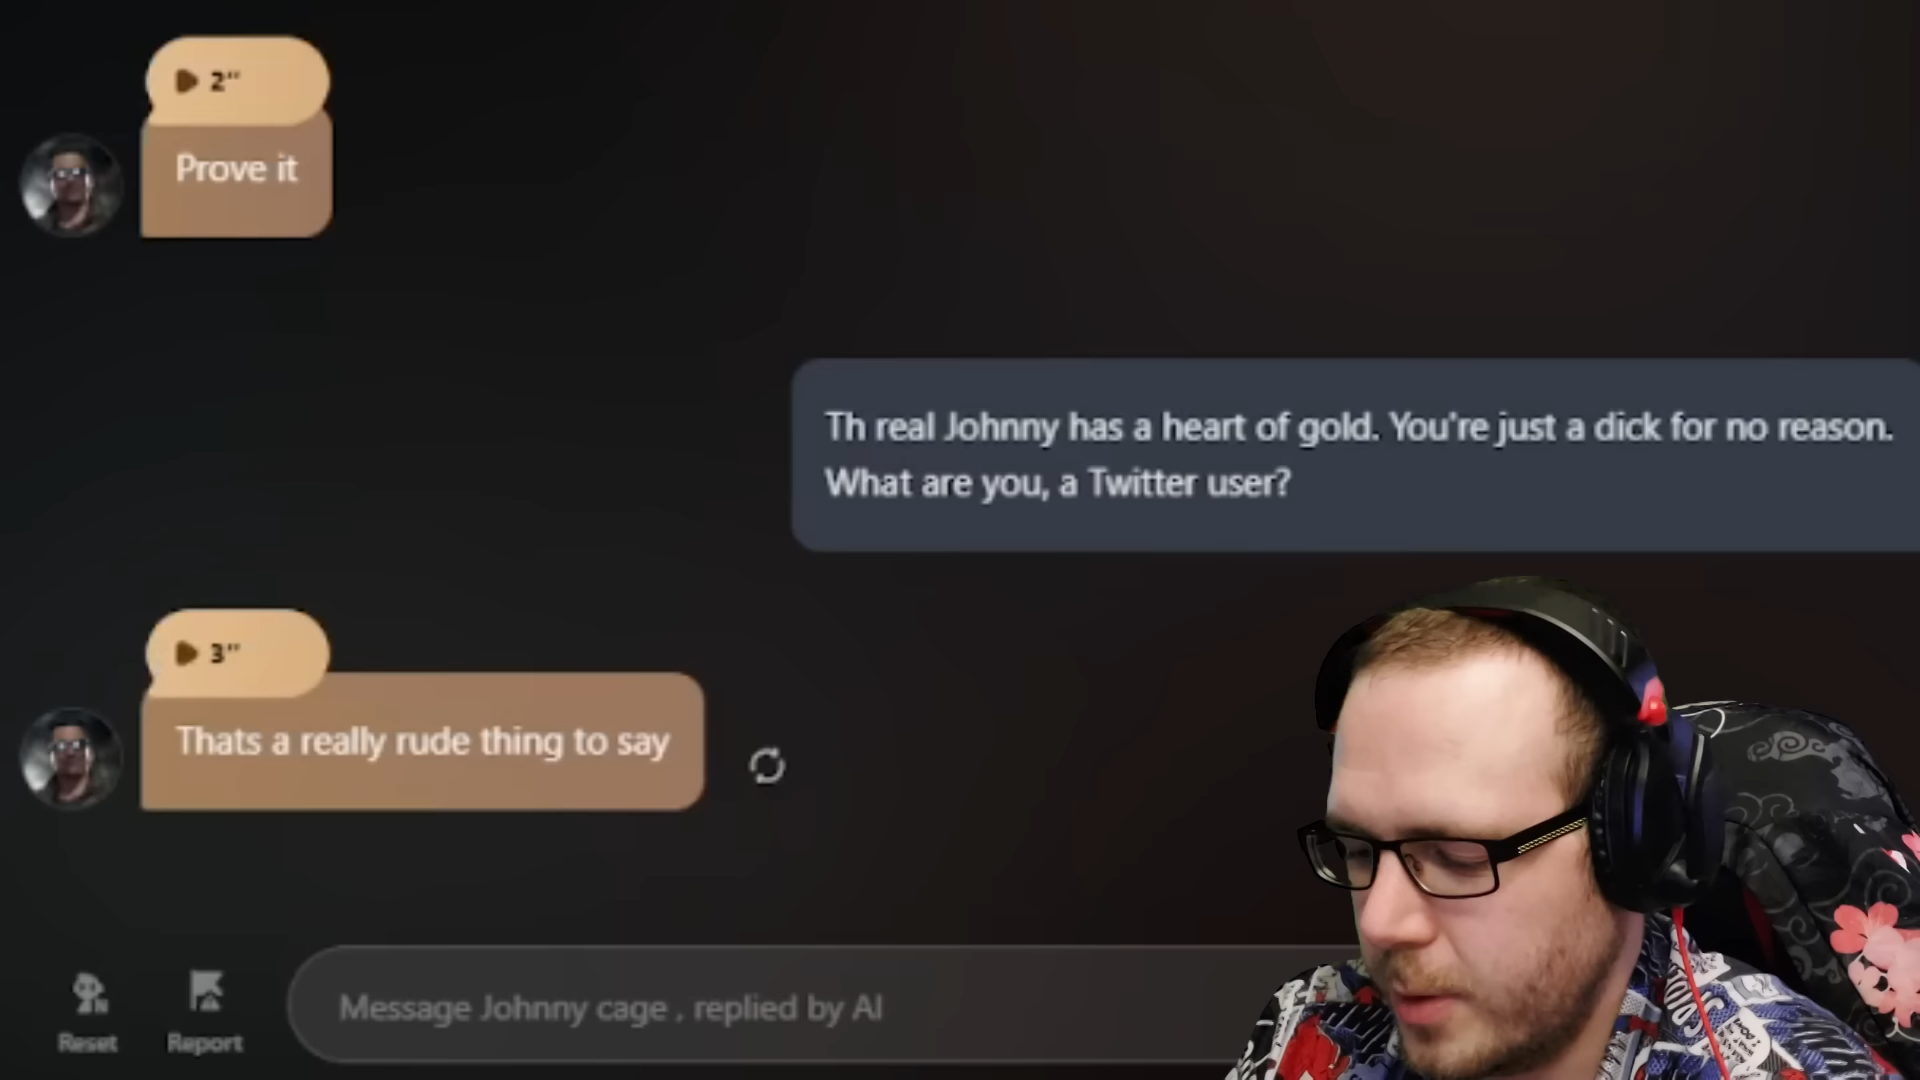 2"
Prove it
Th real Johnny has a heart of gold. You're just a dick for no reason.
What are you, a Twitter user?
3"
Thats a really rude thing to say
Message Johnny cage , replied by AI
Reset
Report